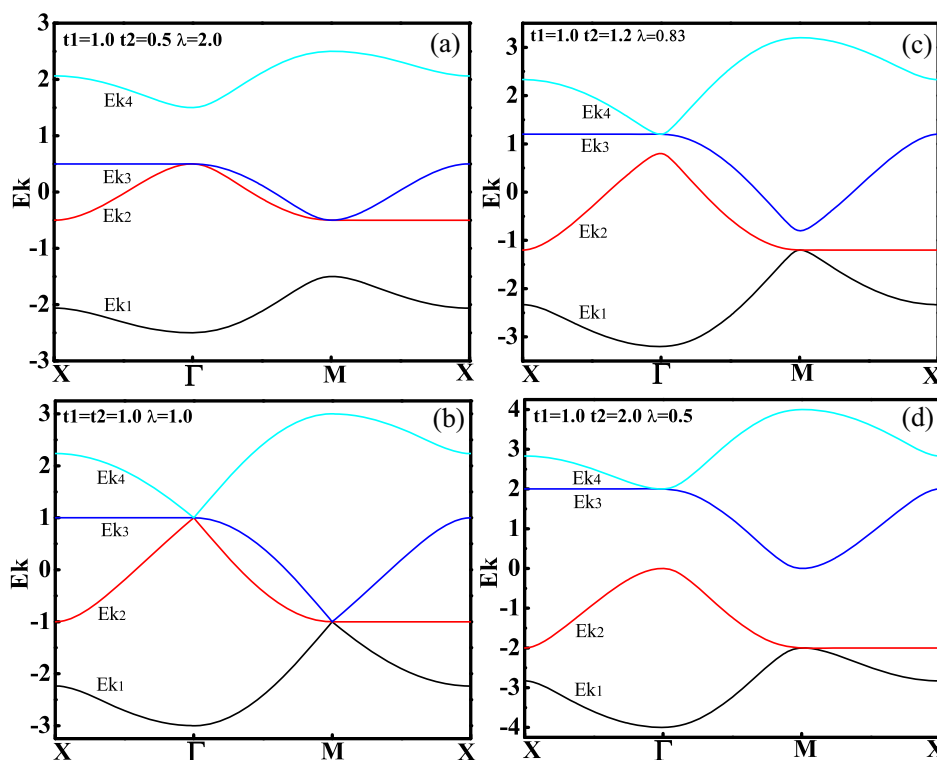 t1=1.0 t2=0.5 λ=2.0
(a)
Ek
3
2
1
0
-1
-2
-3
Ek4
Ek3
Ek2
Ek1
X
Γ
M
X
t1=1.0 t2=1.2 λ=0.83
(c)
Ek
3
2
1
0
-1
-2
-3
Ek4
Ek3
Ek2
Ek1
X
Γ
M
X
t1=t2=1.0 λ=1.0
(b)
Ek
3
2
1
0
-1
-2
-3
Ek4
Ek3
Ek2
Ek1
X
Γ
M
X
t1=1.0 t2=2.0 λ=0.5
(d)
Ek
4
3
2
1
0
-1
-2
-3
-4
Ek4
Ek3
Ek2
Ek1
X
Γ
M
X